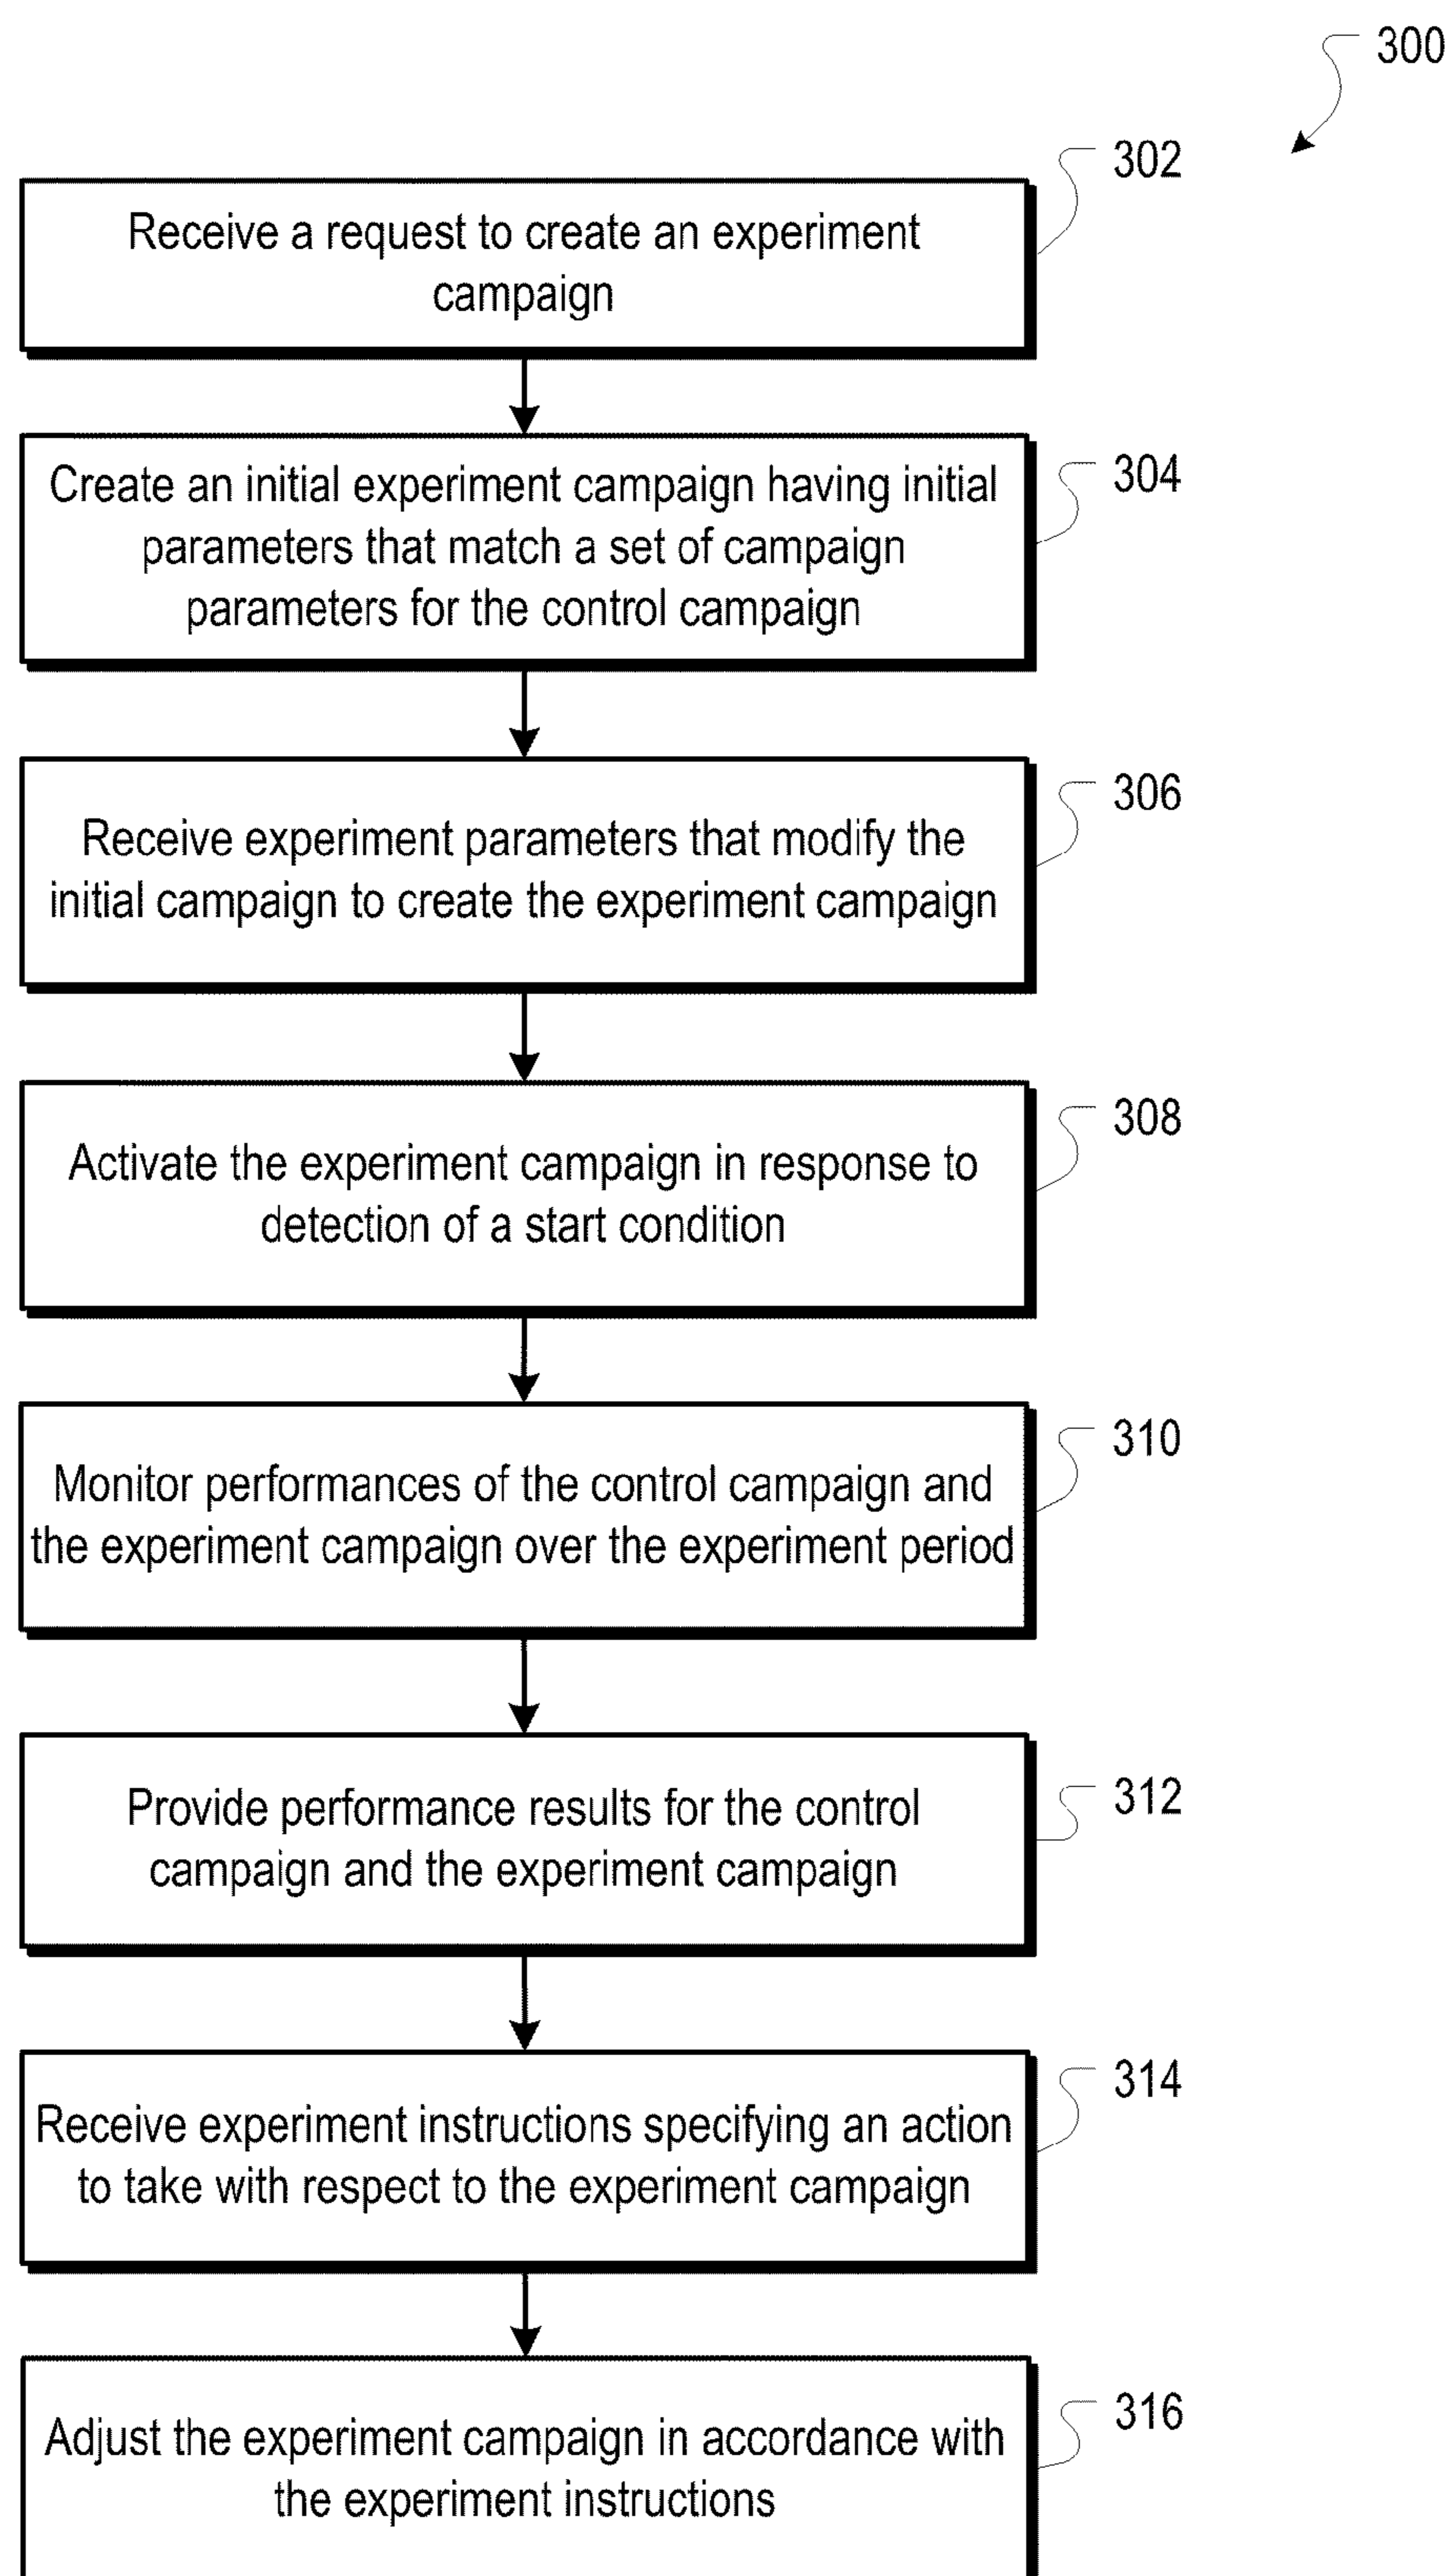 300
302
Receive a request to create an experiment
campaign
304
Create an initial experiment campaign having initial
parameters that match a set of campaign
parameters for the control campaign
306
Receive experiment parameters that modify the
initial campaign to create the experiment campaign
308
Activate the experiment campaign in response to
detection of a start condition
310
Monitor performances of the control campaign and
the experiment campaign over the experiment period
312
Provide performance results for the control
campaign and the experiment campaign
314
Receive experiment instructions specifying an action
to take with respect to the experiment campaign
316
Adjust the experiment campaign in accordance with
the experiment instructions